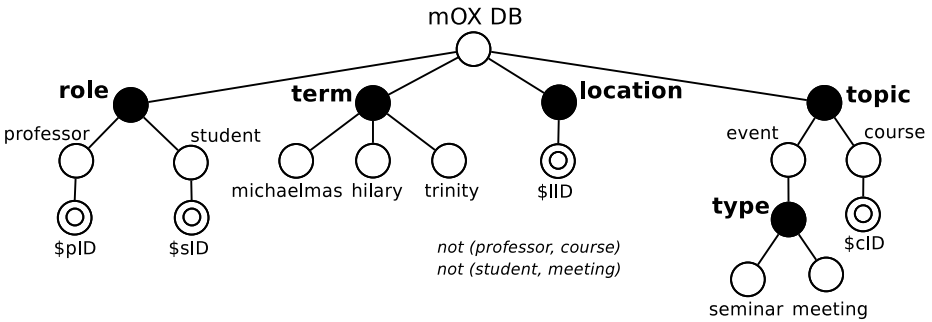 mOX DB
role
term
location
topic
professor
student
event
course
michaelmas
hilary
trinity
$lID
type
$pID
$sID
$cID
not (professor, course)
not (student, meeting)
seminar
meeting